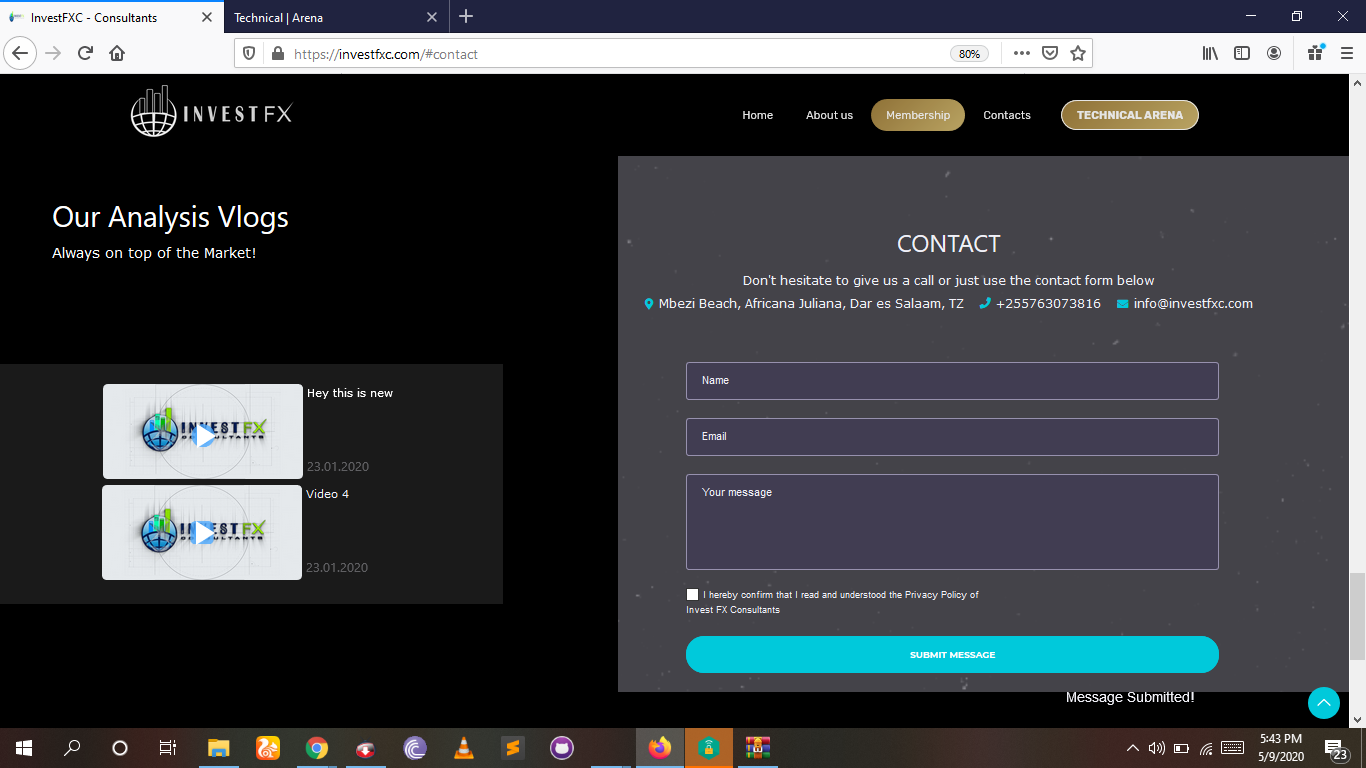 InvestFXC - Consultants
Technical | Arena
https://investfxc.com/#contact
80%
INVEST FX
Home
About us
Membership
Contacts
TECHNICAL ARENA
Our Analysis Vlogs
Always on top of the Market!
INVEST FX
CONSULTANTS
Hey this is new
23.01.2020
INVEST FX
CONSULTANTS
Video 4
23.01.2020
CONTACT
Don't hesitate to give us a call or just use the contact form below
Mbezi Beach, Africana Juliana, Dar es Salaam, TZ +255763073816 info@investfxc.com
Name
Email
Your message
I hereby confirm that I read and understood the Privacy Policy of
Invest FX Consultants
SUBMIT MESSAGE
Message Submitted!
5:43 PM
5/9/2020
23